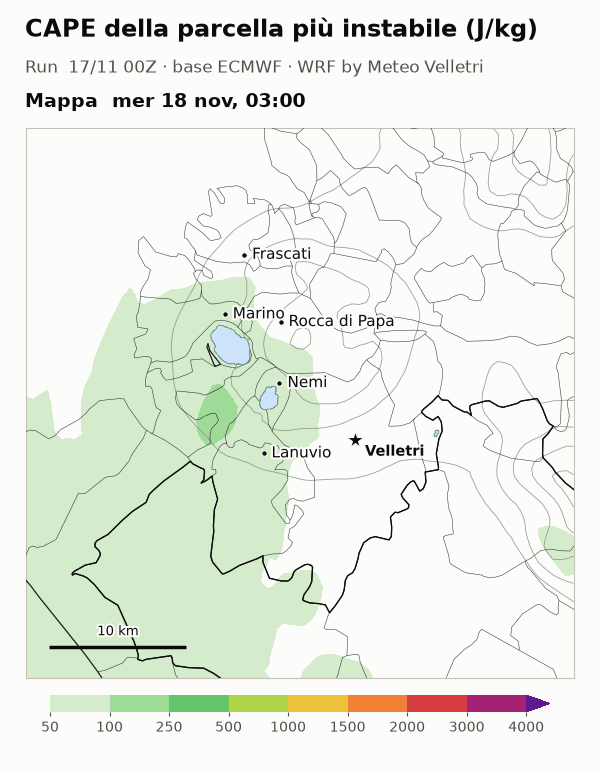 CAPE della parcella più instabile (J/kg)
Run  17/11 00Z · base ECMWF · WRF by Meteo Velletri
Mappa  mer 18 nov, 03:00
Frascati
Marino
Rocca di Papa
Nemi
Velletri
Lanuvio
10 km
50 100 250 500 1000 1500 2000 3000 4000